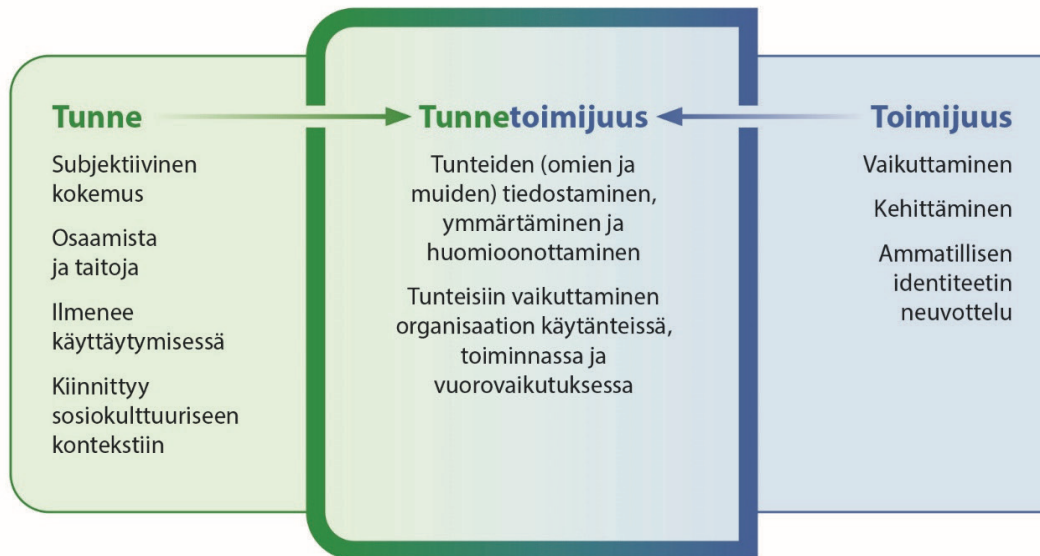 Tunne
Subjektiivinen
kokemus
Osaamista
ja taitoja
Ilmenee
käyttäytymisessä
Kiinnittyy
sosiokulttuuriseen
kontekstiin
Tunnetoimijuus
Tunteiden (omien ja
muiden) tiedostaminen,
ymmärtäminen ja
huomioonottaminen
Tunteisiin vaikuttaminen
organisaation käytänteissä,
toiminnassa ja
vuorovaikutuksessa
Toimijuus
Vaikuttaminen
Kehittäminen
Ammatillisen
identiteetin
neuvottelu